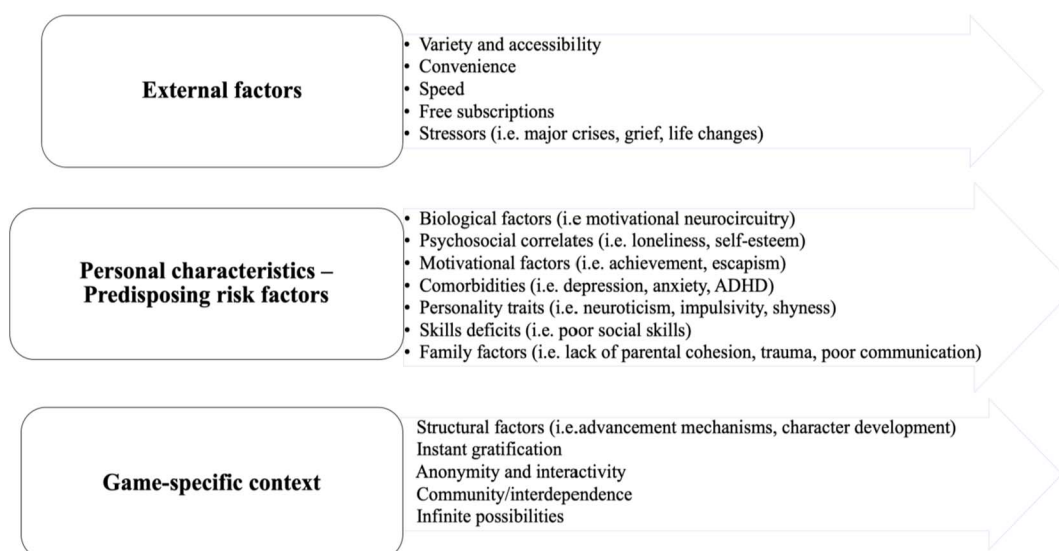 External factors
• Variety and accessibility
• Convenience
• Speed
• Free subscriptions
• Stressors (i.e. major crises, grief, life changes)
Personal characteristics –
Predisposing risk factors
• Biological factors (i.e motivational neurocircuitry)
• Psychosocial correlates (i.e. loneliness, self-esteem)
• Motivational factors (i.e. achievement, escapism)
• Comorbidities (i.e. depression, anxiety, ADHD)
• Personality traits (i.e. neuroticism, impulsivity, shyness)
• Skills deficits (i.e. poor social skills)
• Family factors (i.e. lack of parental cohesion, trauma, poor communication)
Game-specific context
Structural factors (i.e.advancement mechanisms, character development)
Instant gratification
Anonymity and interactivity
Community/interdependence
Infinite possibilities